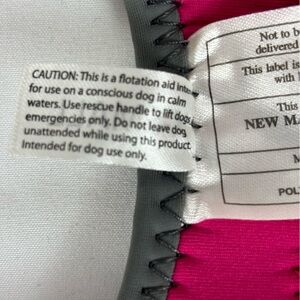 CAUTION: This is a flotation aid
for use on a conscious dog in calm
waters. Use rescue handle to lift dogs
emergencies only. Do not leave dog
unattended while using this product.
Intended for dog use only.
Not to b
delivered
This label is
with
This
NEW MA
M
POL